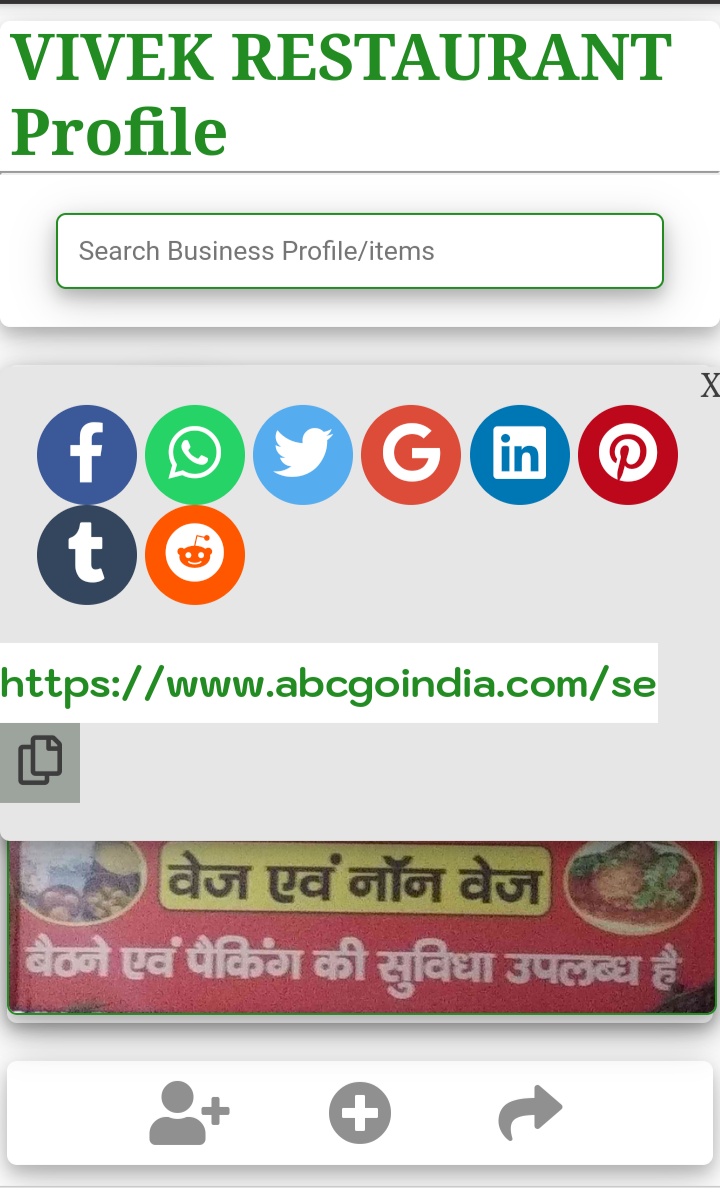 VIVEK RESTAURANT
Profile
Search Business Profile/items
X
https://www.abcgoindia.com/se
वेज एवं नॉन वेज
बैठने एवं पैकिंग की सुविधा उपलब्ध है